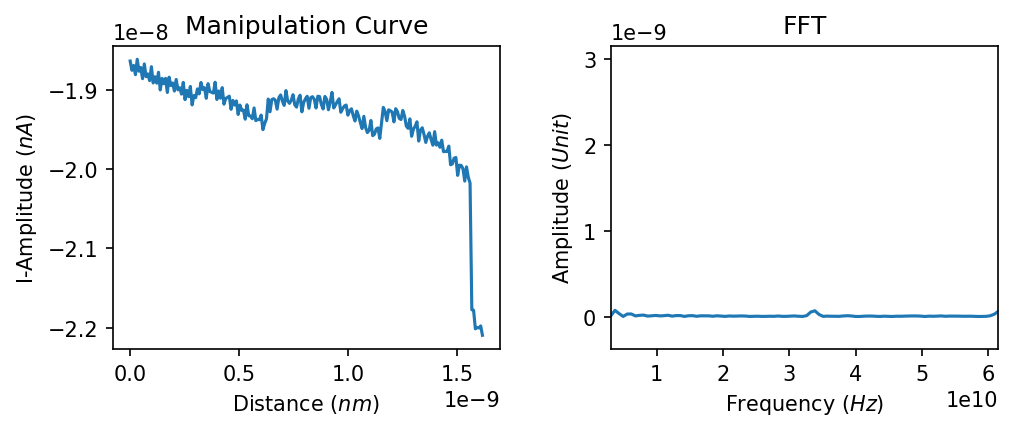 Manipulation Curve
1e−8
−1.9
−2.0
−2.1
−2.2
I-Amplitude (nA)
0.0 0.5 1.0 1.5
1e−9
Distance (nm)
FFT
1e−9
3
2
1
0
Amplitude (Unit)
1 2 3 4 5 6
1e10
Frequency (Hz)